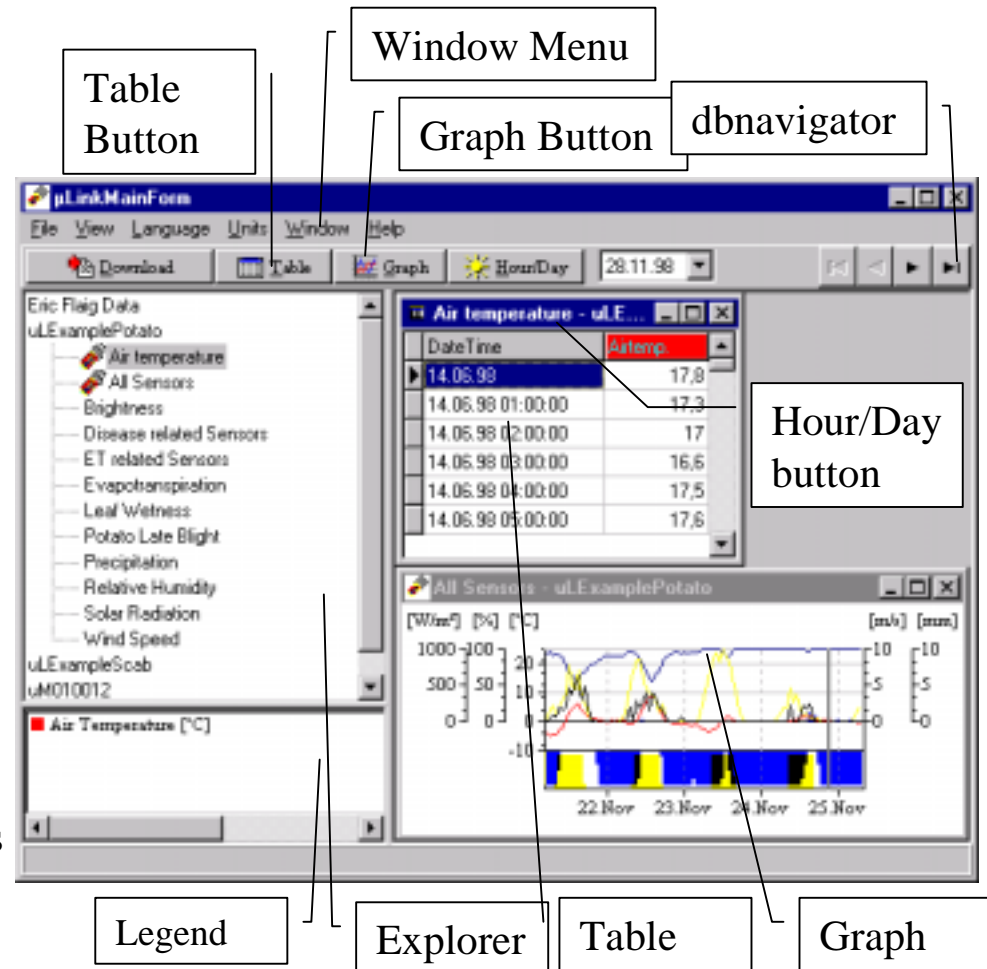 Window Menu
Table
Button
Graph Button
dbnavigator
µLinkMainForm
File View Language Units Window Help
Download Table Graph Hour/Day 28.11.98
Eric Flaig Data
uLExamplePotato
Air temperature
All Sensors
Brightness
Disease related Sensors
ET related Sensors
Evapotranspiration
Leaf Wetness
Potato Late Blight
Precipitation
Relative Humidity
Solar Radiation
Wind Speed
uLExampleScab
uM010012
Air temperature - uLE...
DateTime Airtemp.
14.06.98 17,8
14.06.98 01:00:00 17,3
14.06.98 02:00:00 17
14.06.98 03:00:00 16,6
14.06.98 04:00:00 17,5
14.06.98 05:00:00 17,6
Hour/Day
button
All Sensors - uLExamplePotato
[W/m²] [%] [°C] [m/s] [mm]
1000 100 20 10 10
500 50 10 5 5
0 0 0 0 0
-10
22.Nov 23.Nov 24.Nov 25.Nov
Air Temperature [°C]
s
Legend
Explorer
Table
Graph